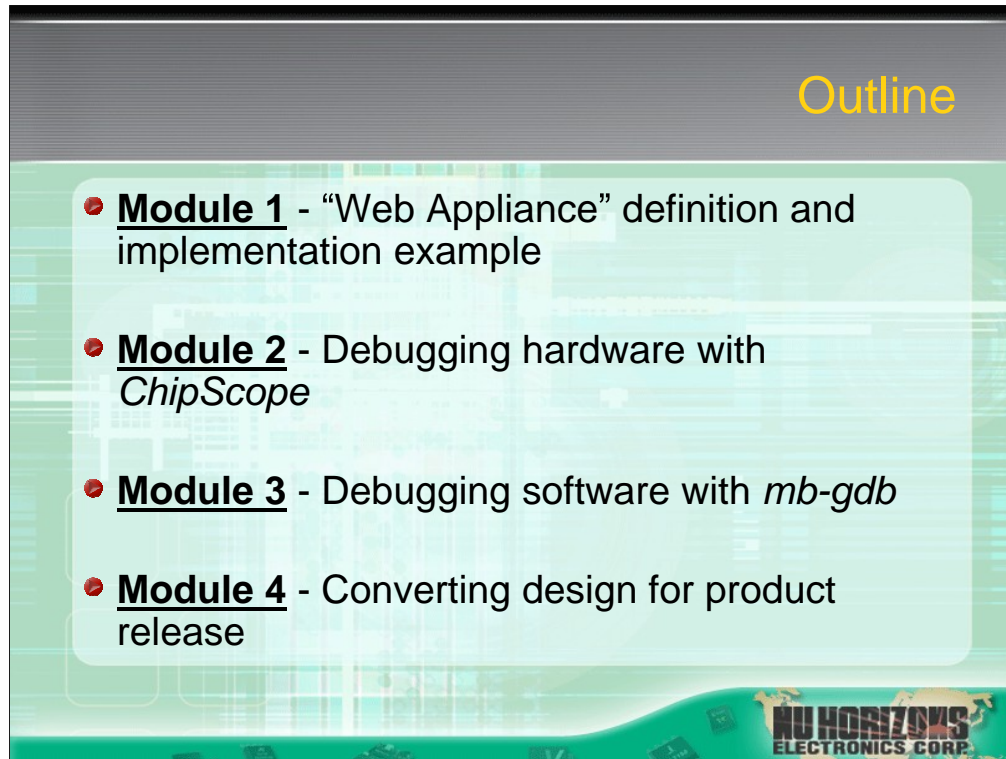 Outline
Module 1 - “Web Appliance” definition and
implementation example
Module 2 - Debugging hardware with
ChipScope
Module 3 - Debugging software with mb-gdb
Module 4 - Converting design for product
release
NU HORIZONS
ELECTRONICS CORP.